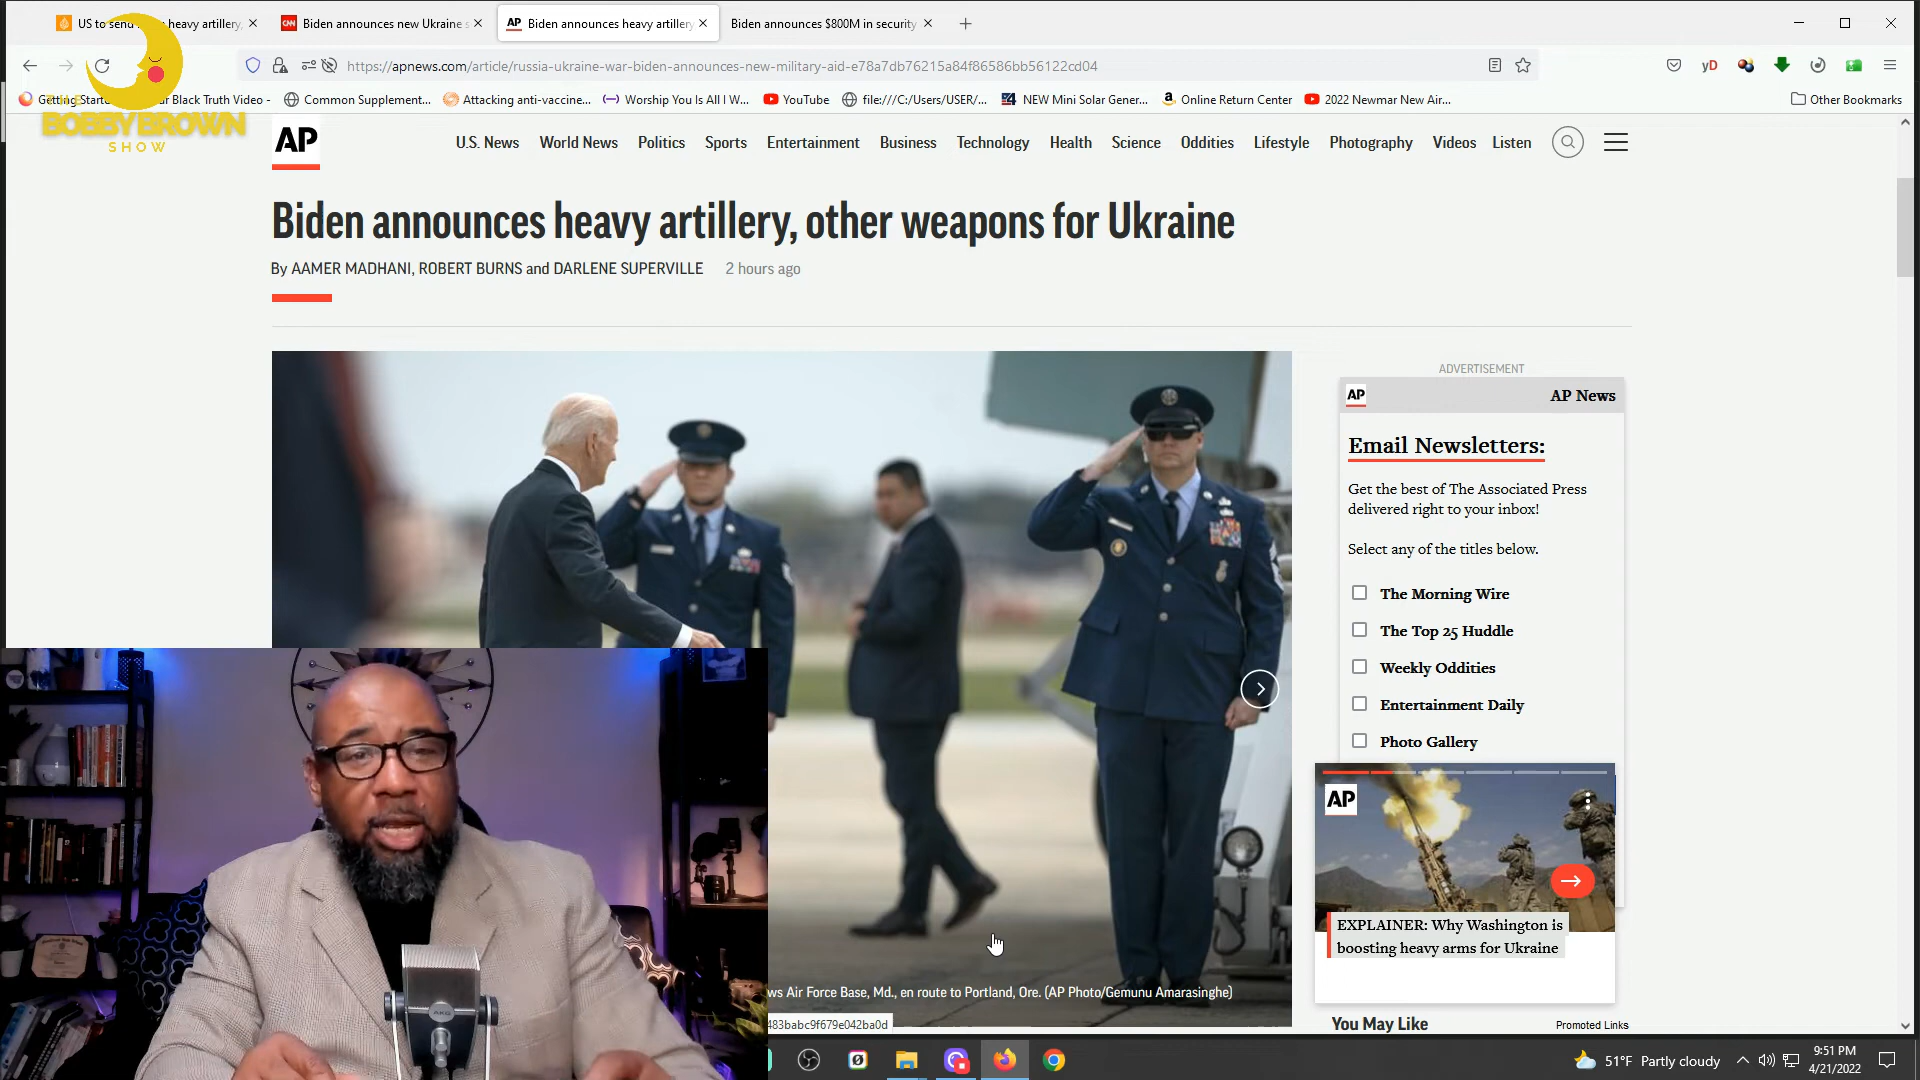 US to send heavy artillery,
Biden announces new Ukraine s
Biden announces heavy artillery
Biden announces $800M in security
https://apnews.com/article/russia-ukraine-war-biden-announces-new-military-aid-e78a7db76215a84f86586bb56122cd04
yD
Getting Starte
ur Black Truth Video -
Common Supplement...
Attacking anti-vaccine...
Worship You Is All I W...
YouTube
file:///C:/Users/USER/...
NEW Mini Solar Gener...
Online Return Center
2022 Newmar New Air...
Other Bookmarks
THE
BOBBY BROWN
SHOW
AP
U.S. News World News Politics Sports Entertainment Business Technology Health Science Oddities Lifestyle Photography Videos Listen
Biden announces heavy artillery, other weapons for Ukraine
By AAMER MADHANI, ROBERT BURNS and DARLENE SUPERVILLE 2 hours ago
ADVERTISEMENT
AP AP News
Email Newsletters:
Get the best of The Associated Press
delivered right to your inbox!
Select any of the titles below.
The Morning Wire
The Top 25 Huddle
Weekly Oddities
Entertainment Daily
Photo Gallery
AP
EXPLAINER: Why Washington is
boosting heavy arms for Ukraine
ws Air Force Base, Md., en route to Portland, Ore. (AP Photo/Gemunu Amarasinghe)
483babc9f679e042ba0d
You May Like Promoted Links
AKG
51°F Partly cloudy
9:51 PM
4/21/2022